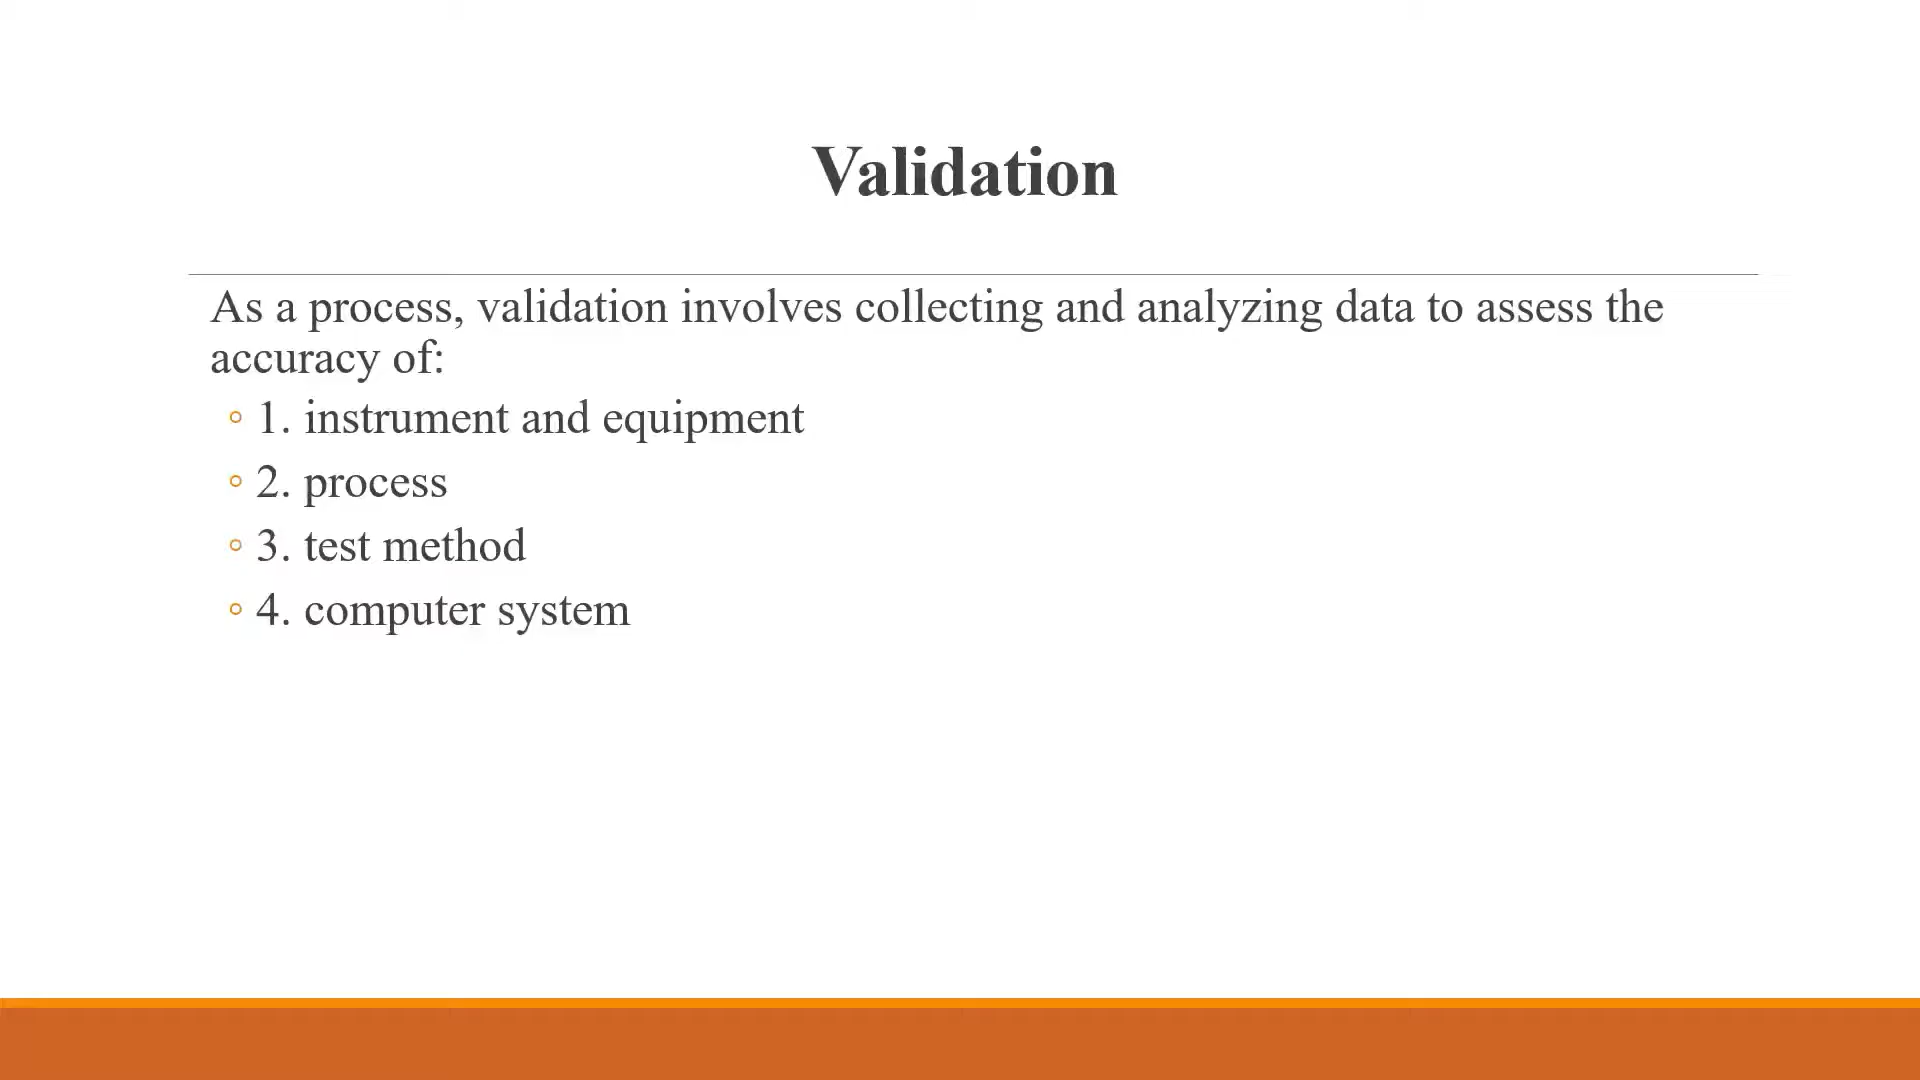 Validation
As a process, validation involves collecting and analyzing data to assess the
accuracy of:
◦ 1. instrument and equipment
◦ 2. process
◦ 3. test method
◦ 4. computer system